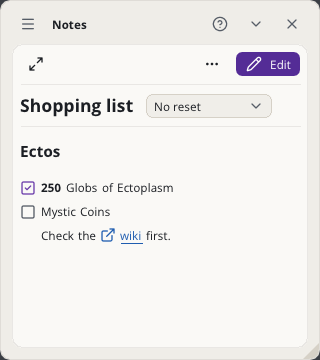 Notes
Edit
Shopping list No reset
Ectos
250 Globs of Ectoplasm
Mystic Coins
Check the wiki first.